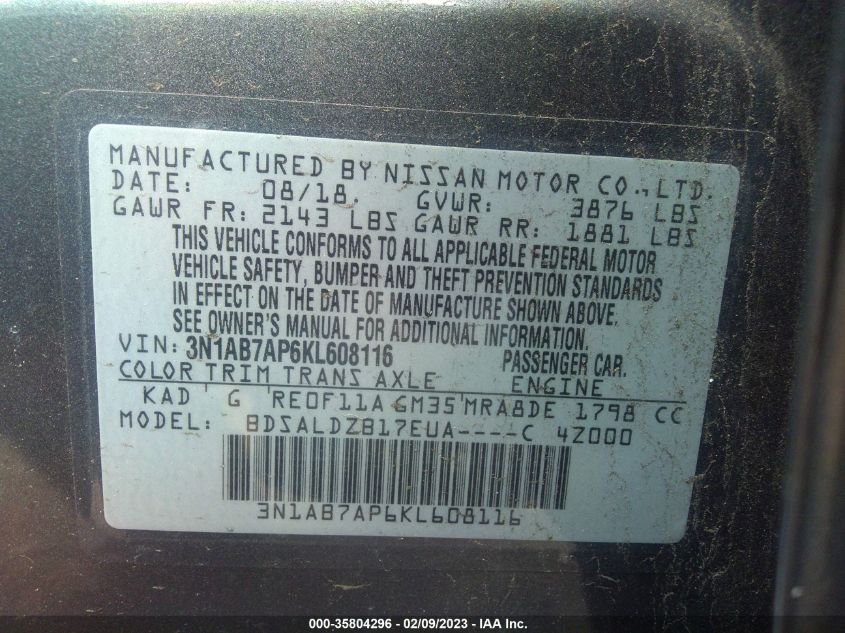 MANUFACTURED BY NISSAN MOTOR CO., LTD.
DATE: 08/18. GVWR: 3876 LBS
GAWR FR: 2143 LBS GAWR RR: 1881 LBS
THIS VEHICLE CONFORMS TO ALL APPLICABLE FEDERAL MOTOR
VEHICLE SAFETY, BUMPER AND THEFT PREVENTION STANDARDS
IN EFFECT ON THE DATE OF MANUFACTURE SHOWN ABOVE.
SEE OWNER'S MANUAL FOR ADDITIONAL INFORMATION.
VIN: 3N1AB7AP6KL608116 PASSENGER CAR.
COLOR TRIM TRANS AXLE ENGINE
KAD ' G ' RE0F11A GM35 'MRA8DE 1798 CC
MODEL: BDSALDZB17EUA----C 4Z000
3N1AB7AP6KL608116
000-35804296 - 02/09/2023 - IAA Inc.